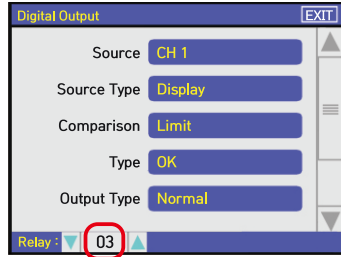 Digital Output EXIT
Source CH 1
Source Type Display
Comparison Limit
Type OK
Output Type Normal
Relay : 03